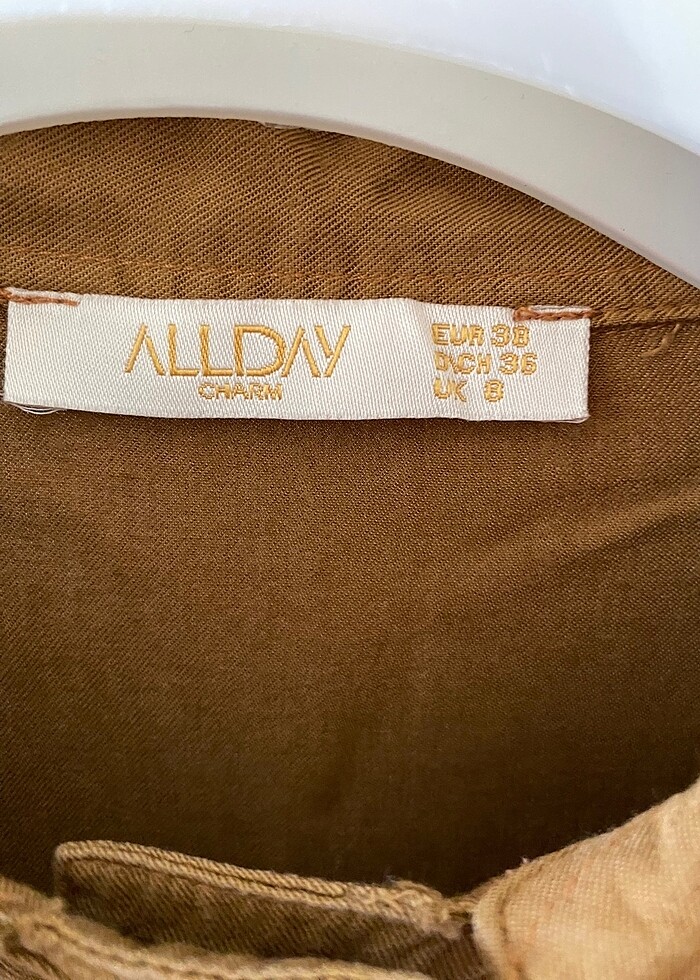 ALLDAY
CHARM
EUR 38
D\CH 36
UK 8